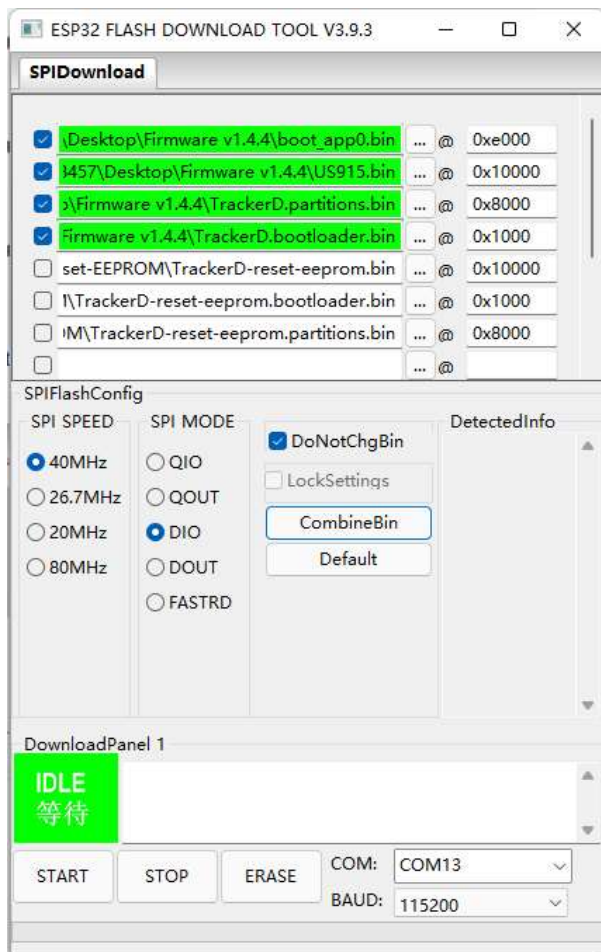 ESP32 FLASH DOWNLOAD TOOL V3.9.3
SPIDownload
\Desktop\Firmware v1.4.4\boot_app0.bin ... @ 0xe000
3457\Desktop\Firmware v1.4.4\US915.bin ... @ 0x10000
\Firmware v1.4.4\TrackerD.partitions.bin ... @ 0x8000
Firmware v1.4.4\TrackerD.bootloader.bin ... @ 0x1000
set-EEPROM\TrackerD-reset-eeprom.bin ... @ 0x10000
\TrackerD-reset-eeprom.bootloader.bin ... @ 0x1000
M\TrackerD-reset-eeprom.partitions.bin ... @ 0x8000
... @
SPIFlashConfig
SPI SPEED SPI MODE DetectedInfo
DoNotChgBin
40MHz QIO
LockSettings
26.7MHz QOUT
CombineBin
20MHz DIO
Default
80MHz DOUT
FASTRD
DownloadPanel 1
IDLE
等待
START STOP ERASE
COM: COM13
BAUD: 115200